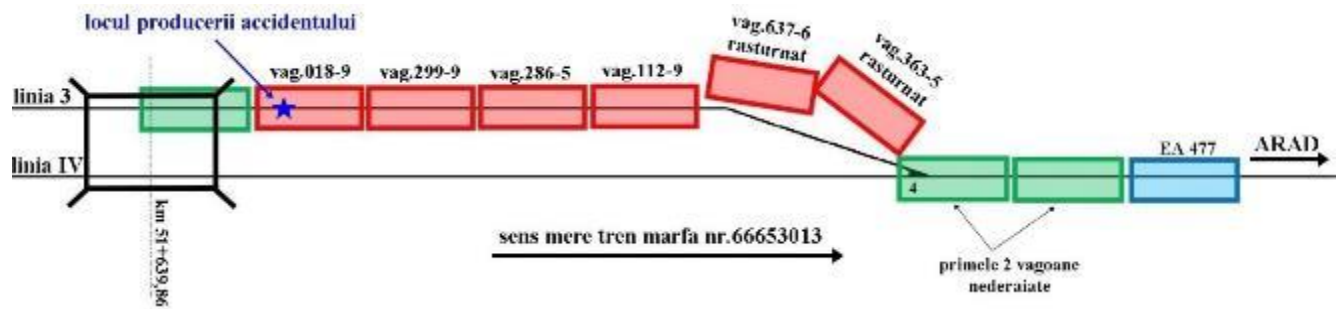 locul producerii accidentului
vag.637-6
rasturnat
vag.363-5
rasturnat
vag.018-9
vag.299-9
vag.286-5
vag.112-9
linia 3
linia IV
EA 477
ARAD
4
km 51+639,86
sens mere tren marfa nr.66653013
primele 2 vagoane
nederaiate